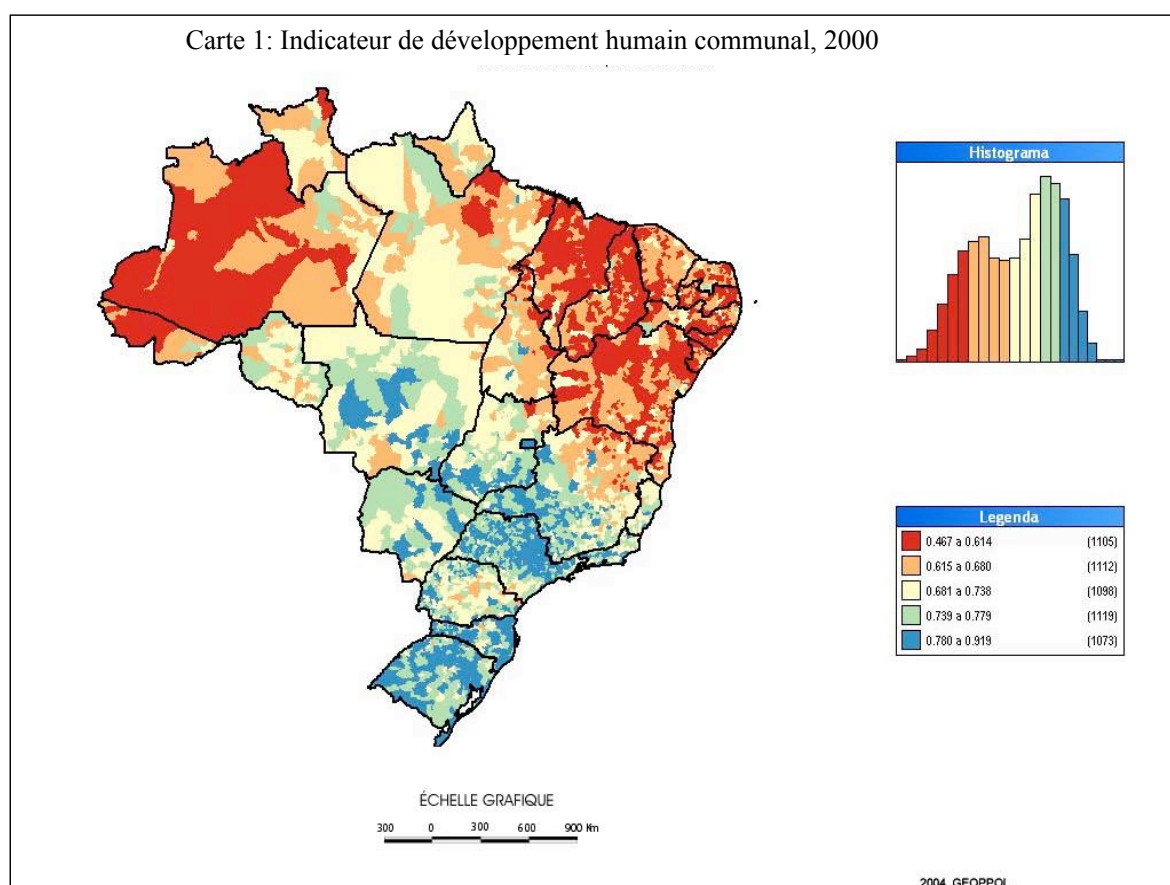 Carte 1: Indicateur de développement humain communal, 2000
Histograma
Legenda
0.467 a 0.614 (1105)
0.615 a 0.680 (1112)
0.681 a 0.738 (1098)
0.739 a 0.779 (1119)
0.780 a 0.919 (1073)
ÉCHELLE GRAFIQUE
300 0 300 600 900 Km
2004 GEOPPOL